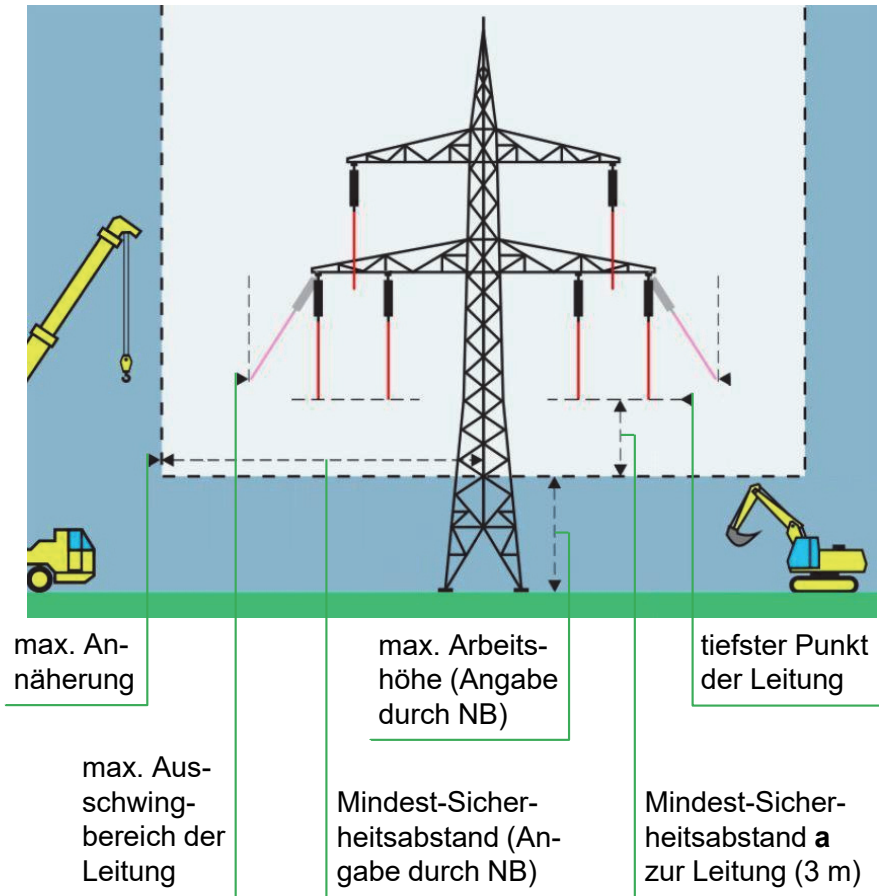 max. An-
näherung
max. Arbeits-
höhe (Angabe
durch NB)
tiefster Punkt
der Leitung
max. Aus-
schwing-
bereich der
Leitung
Mindest-Sicher-
heitsabstand (An-
gabe durch NB)
Mindest-Sicher-
heitsabstand a
zur Leitung (3 m)